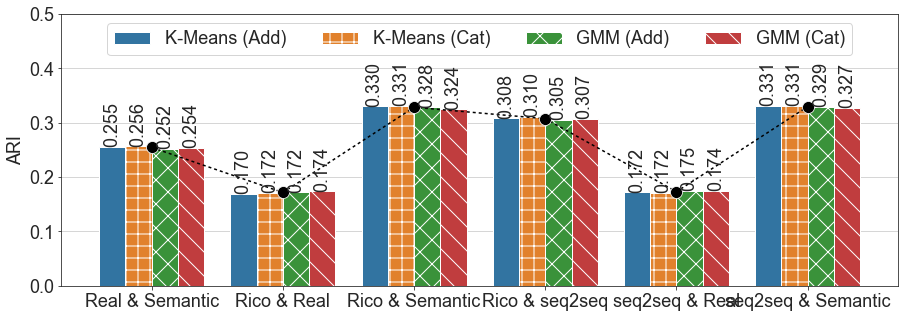 K-Means (Add) K-Means (Cat) GMM (Add) GMM (Cat)
ARI
0.5
0.4
0.3
0.2
0.1
0.0
0.255 0.256 0.252 0.254
0.170 0.172 0.172 0.174
0.330 0.331 0.328 0.324
0.308 0.310 0.305 0.307
0.172 0.172 0.175 0.174
0.331 0.331 0.329 0.327
Real & Semantic Rico & Real Rico & Semantic Rico & seq2seq seq2seq & Real seq2seq & Semantic